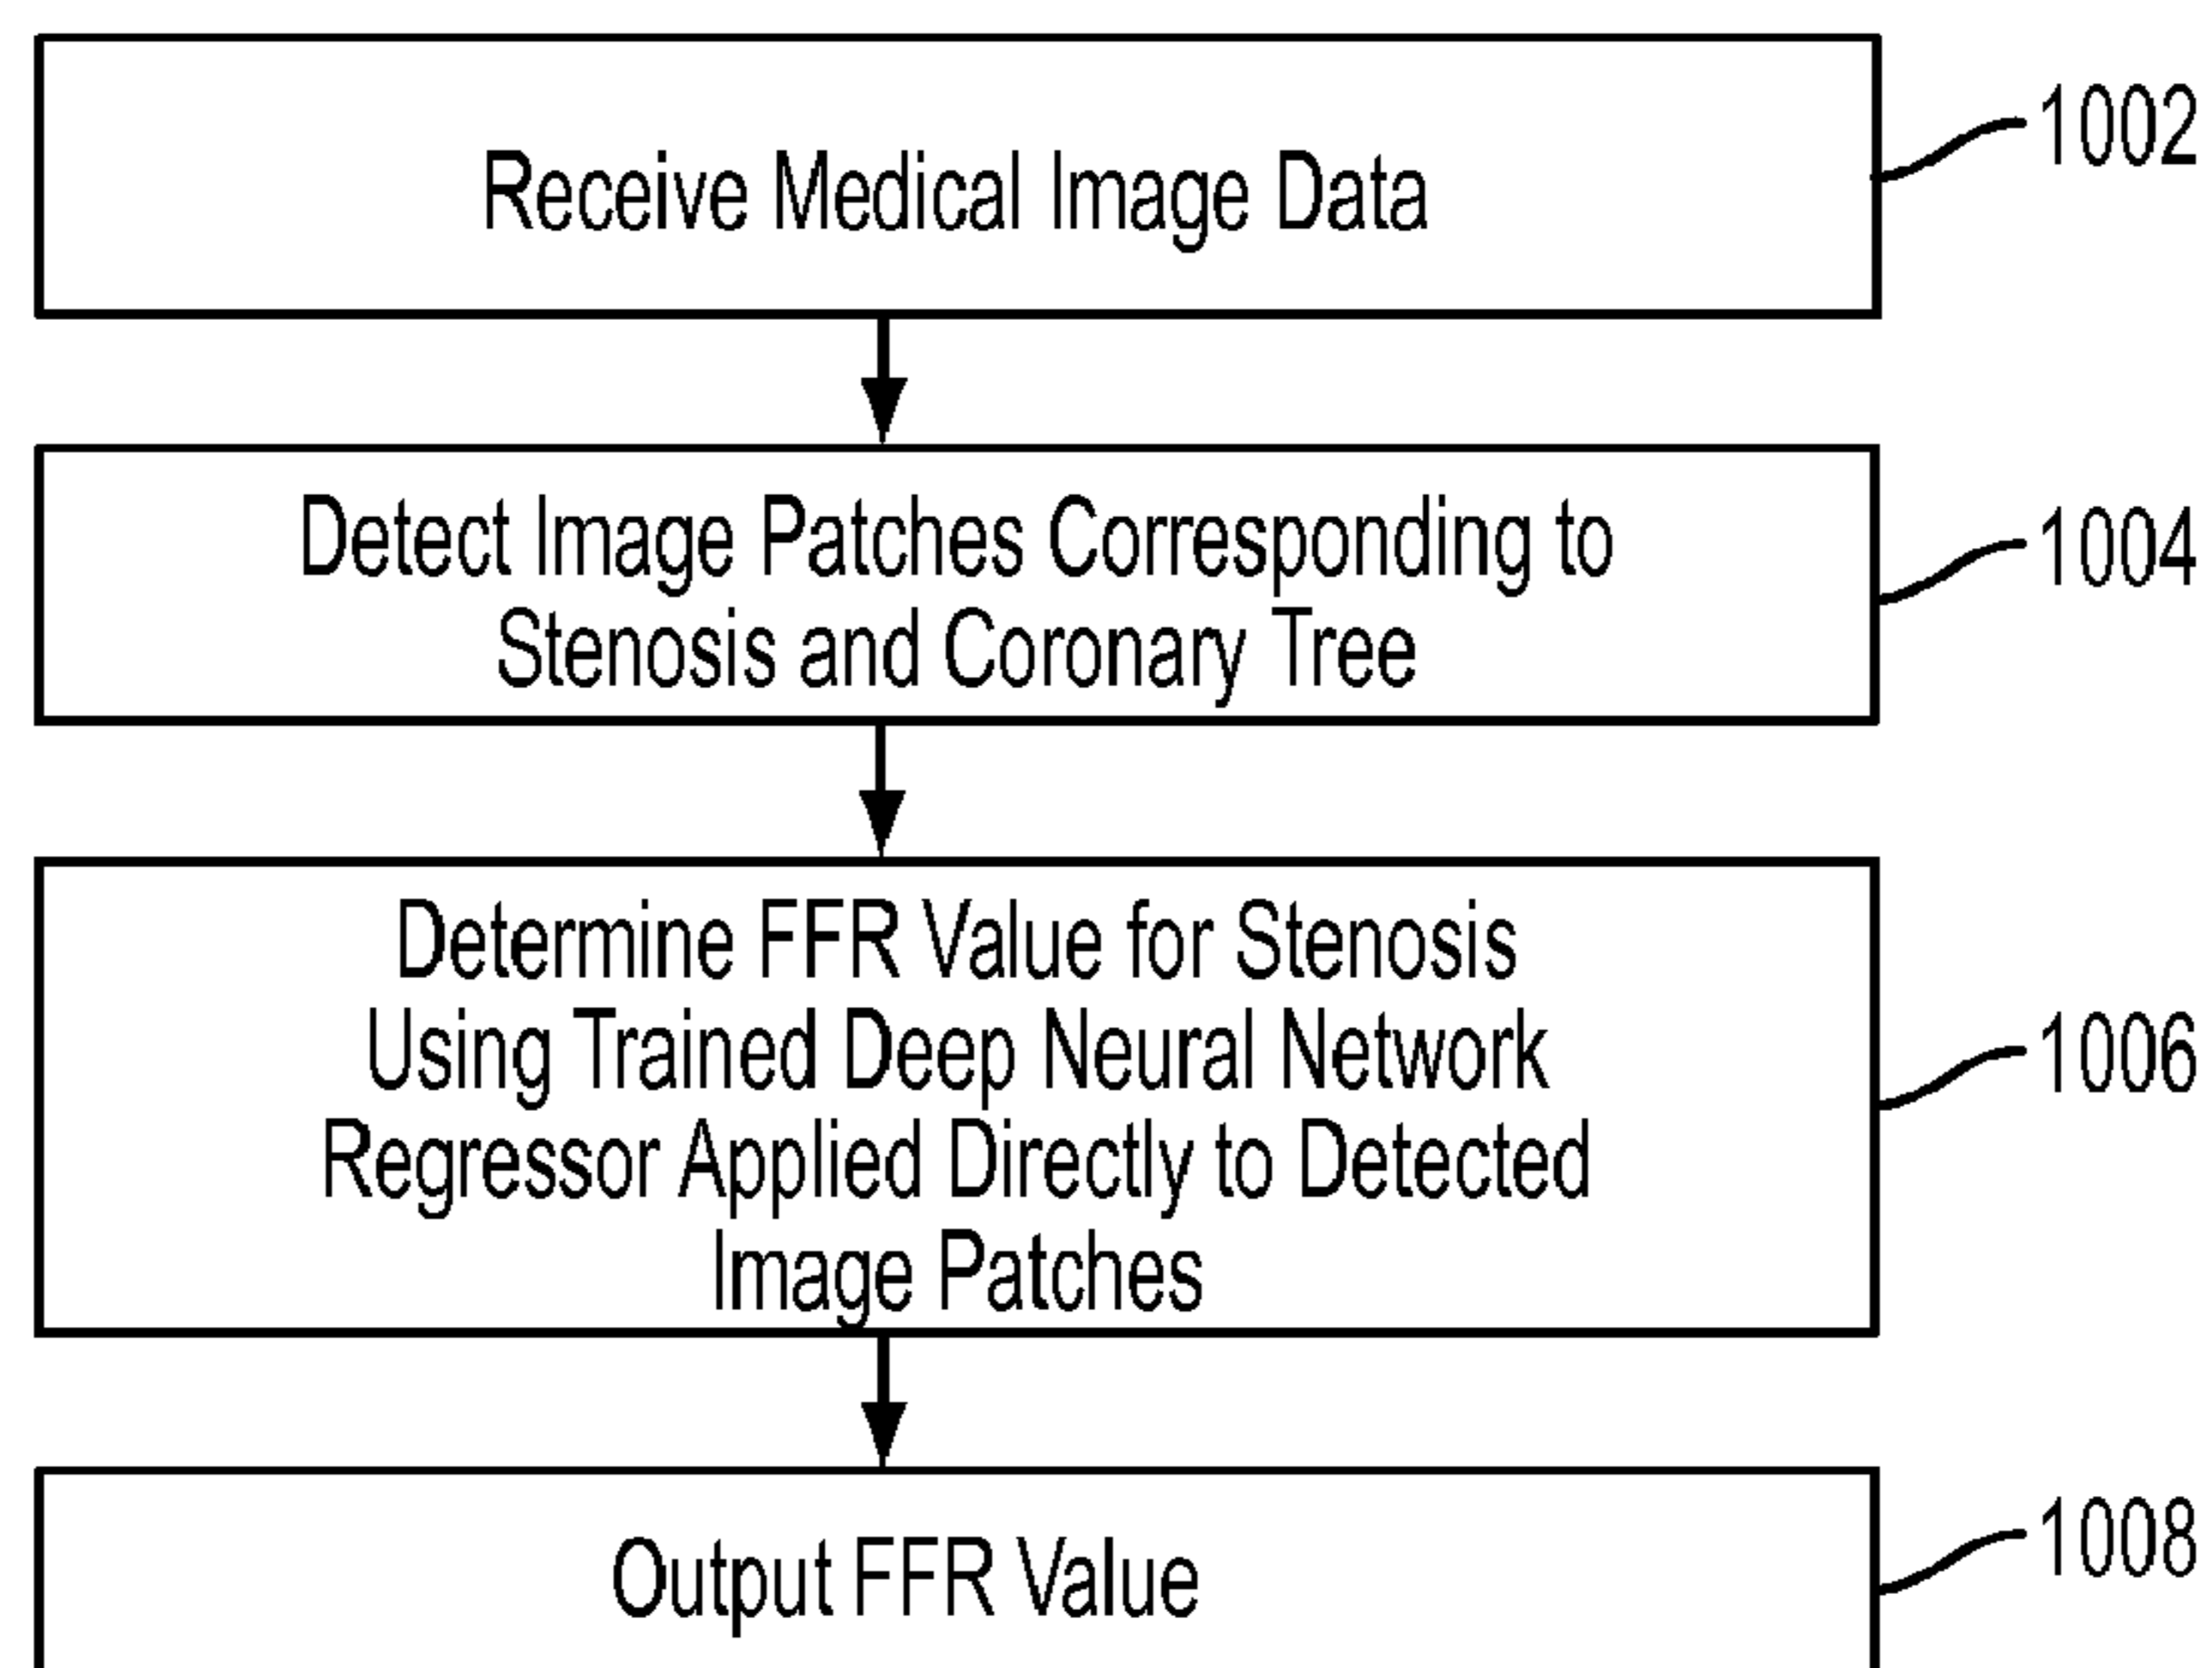 Receive Medical Image Data
1002
Detect Image Patches Corresponding to
Stenosis and Coronary Tree
1004
Determine FFR Value for Stenosis
Using Trained Deep Neural Network
Regressor Applied Directly to Detected
Image Patches
1006
Output FFR Value
1008